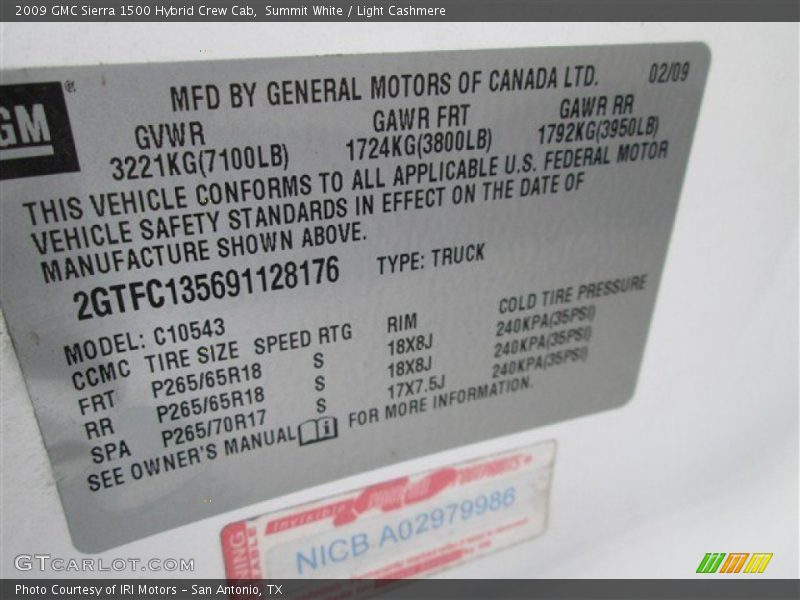 2009 GMC Sierra 1500 Hybrid Crew Cab, Summit White / Light Cashmere
GM
®
MFD BY GENERAL MOTORS OF CANADA LTD. 02/09
GVWR GAWR FRT GAWR RR
3221KG(7100LB) 1724KG(3800LB) 1792KG(3950LB)
THIS VEHICLE CONFORMS TO ALL APPLICABLE U.S. FEDERAL MOTOR
VEHICLE SAFETY STANDARDS IN EFFECT ON THE DATE OF
MANUFACTURE SHOWN ABOVE.
2GTFC135691128176 TYPE: TRUCK
MODEL: C10543
CCMC TIRE SIZE SPEED RTG RIM COLD TIRE PRESSURE
FRT P265/65R18 S 18X8J 240KPA(35PSI)
RR P265/65R18 S 18X8J 240KPA(35PSI)
SPA P265/70R17 S 17X7.5J 240KPA(35PSI)
SEE OWNER'S MANUAL FOR MORE INFORMATION.
Invisible
NICB A02979986
GTCARLOT.COM
Photo Courtesy of IRI Motors – San Antonio, TX